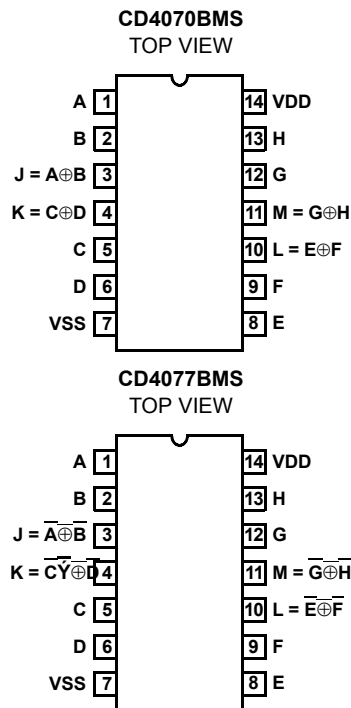 CD4070BMS
TOP VIEW
A 1 14 VDD
B 2 13 H
J = A⊕B 3 12 G
K = C⊕D 4 11 M = G⊕H
C 5 10 L = E⊕F
D 6 9 F
VSS 7 8 E
CD4077BMS
TOP VIEW
A 1 14 VDD
B 2 13 H
J = A̅⊕̅B̅ 3 12 G
K = C̅Ý̅⊕̅D̅ 4 11 M = G̅⊕̅H̅
C 5 10 L = E̅⊕̅F̅
D 6 9 F
VSS 7 8 E